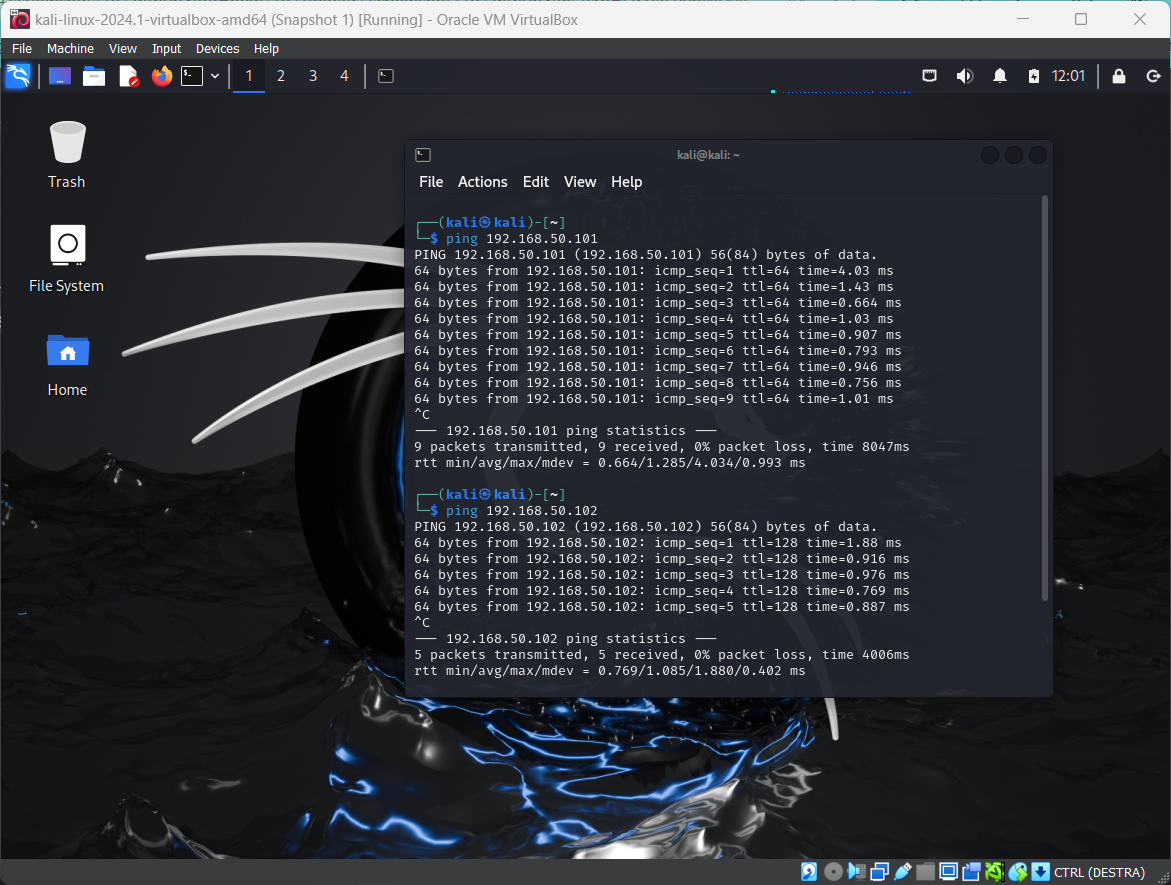 kali-linux-2024.1-virtualbox-amd64 (Snapshot 1) [Running] - Oracle VM VirtualBox
File Machine View Input Devices Help
1 2 3 4 12:01
Trash
File System
Home
kali@kali: ~
File Actions Edit View Help
┌──(kali㉿kali)-[~]
└─$ ping 192.168.50.101
PING 192.168.50.101 (192.168.50.101) 56(84) bytes of data.
64 bytes from 192.168.50.101: icmp_seq=1 ttl=64 time=4.03 ms
64 bytes from 192.168.50.101: icmp_seq=2 ttl=64 time=1.43 ms
64 bytes from 192.168.50.101: icmp_seq=3 ttl=64 time=0.664 ms
64 bytes from 192.168.50.101: icmp_seq=4 ttl=64 time=1.03 ms
64 bytes from 192.168.50.101: icmp_seq=5 ttl=64 time=0.907 ms
64 bytes from 192.168.50.101: icmp_seq=6 ttl=64 time=0.793 ms
64 bytes from 192.168.50.101: icmp_seq=7 ttl=64 time=0.946 ms
64 bytes from 192.168.50.101: icmp_seq=8 ttl=64 time=0.756 ms
64 bytes from 192.168.50.101: icmp_seq=9 ttl=64 time=1.01 ms
^C
─── 192.168.50.101 ping statistics ───
9 packets transmitted, 9 received, 0% packet loss, time 8047ms
rtt min/avg/max/mdev = 0.664/1.285/4.034/0.993 ms
┌──(kali㉿kali)-[~]
└─$ ping 192.168.50.102
PING 192.168.50.102 (192.168.50.102) 56(84) bytes of data.
64 bytes from 192.168.50.102: icmp_seq=1 ttl=128 time=1.88 ms
64 bytes from 192.168.50.102: icmp_seq=2 ttl=128 time=0.916 ms
64 bytes from 192.168.50.102: icmp_seq=3 ttl=128 time=0.976 ms
64 bytes from 192.168.50.102: icmp_seq=4 ttl=128 time=0.769 ms
64 bytes from 192.168.50.102: icmp_seq=5 ttl=128 time=0.887 ms
^C
─── 192.168.50.102 ping statistics ───
5 packets transmitted, 5 received, 0% packet loss, time 4006ms
rtt min/avg/max/mdev = 0.769/1.085/1.880/0.402 ms
CTRL (DESTRA)